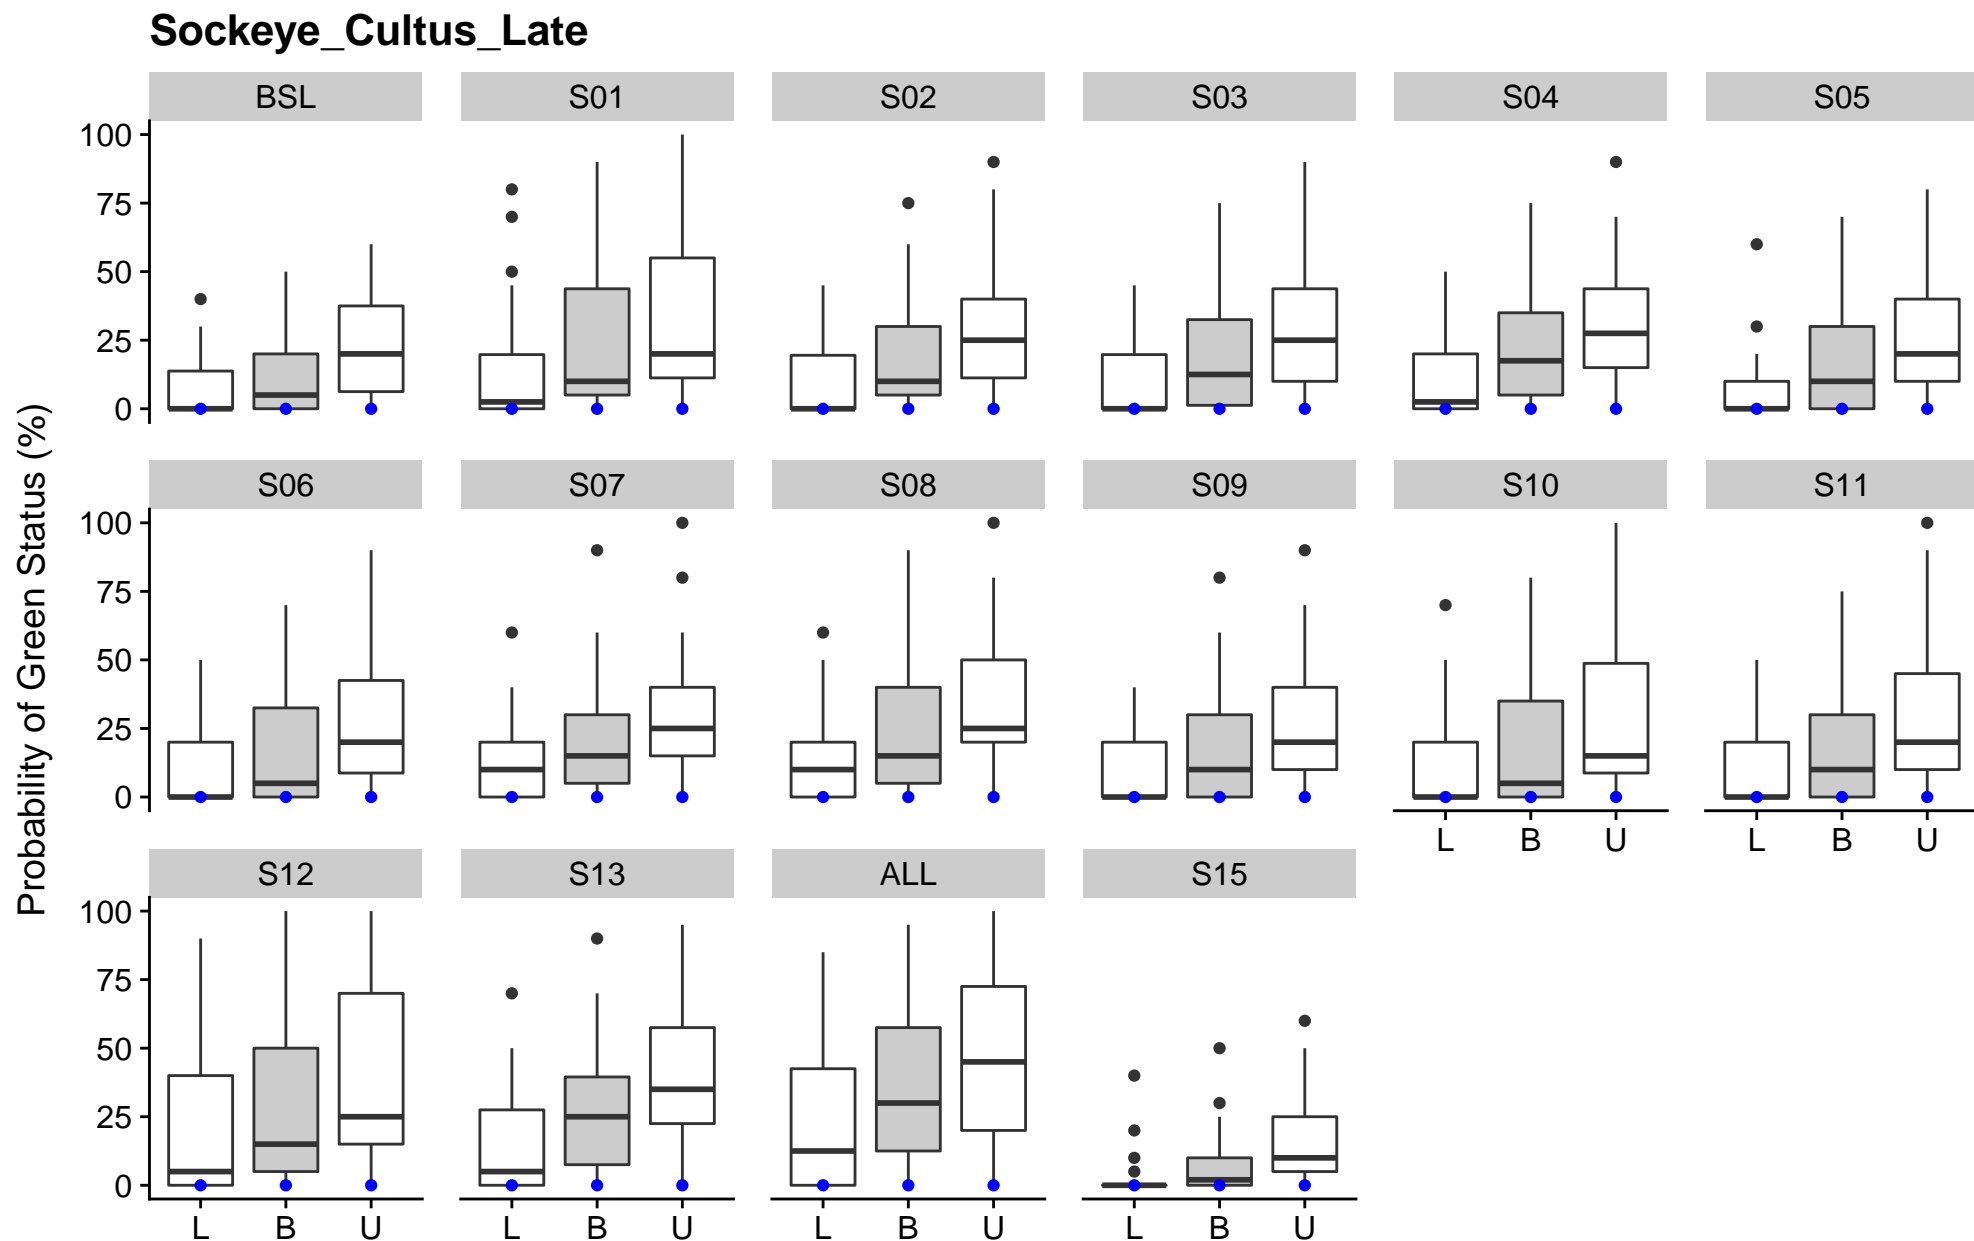 Sockeye_Cultus_Late
BSL S01 S02 S03 S04 S05
100
75
50
25
0
S06 S07 S08 S09 S10 S11
100
75
50
25
0
L B U L B U
S12 S13 ALL S15
100
75
50
25
0
L B U L B U L B U L B U
Probability of Green Status (%)